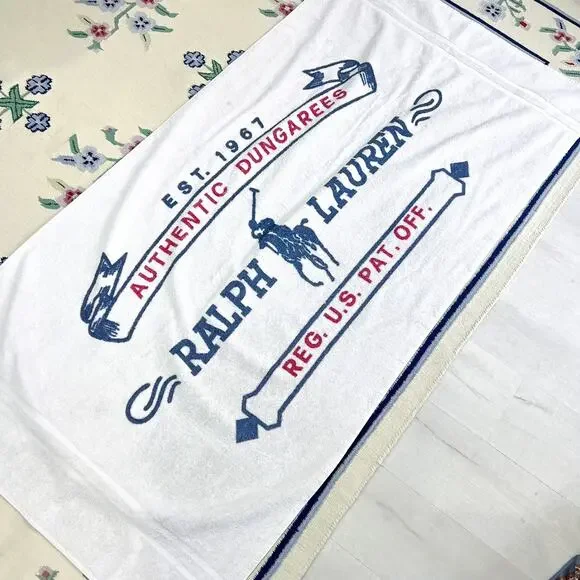 EST. 1967
AUTHENTIC DUNGAREES
RALPH LAUREN
REG. U.S. PAT. OFF.